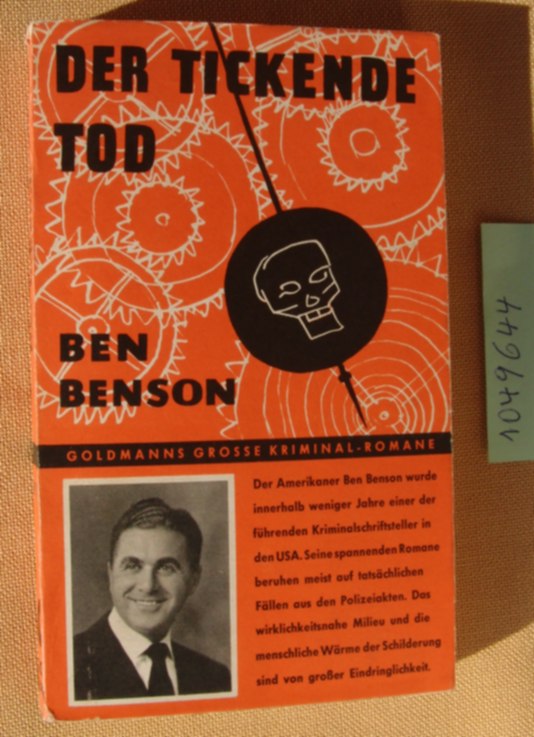 DER TICKENDE
TOD
BEN
BENSON
GOLDMANNS GROSSE KRIMINAL-ROMANE
Der Amerikaner Ben Benson wurde
innerhalb weniger Jahre einer der
führenden Kriminalschriftsteller in
den USA. Seine spannenden Romane
beruhen meist auf tatsächlichen
Fällen aus den Polizeiakten. Das
wirklichkeitsnahe Milieu und die
menschliche Wärme der Schilderung
sind von großer Eindringlichkeit.
10496944